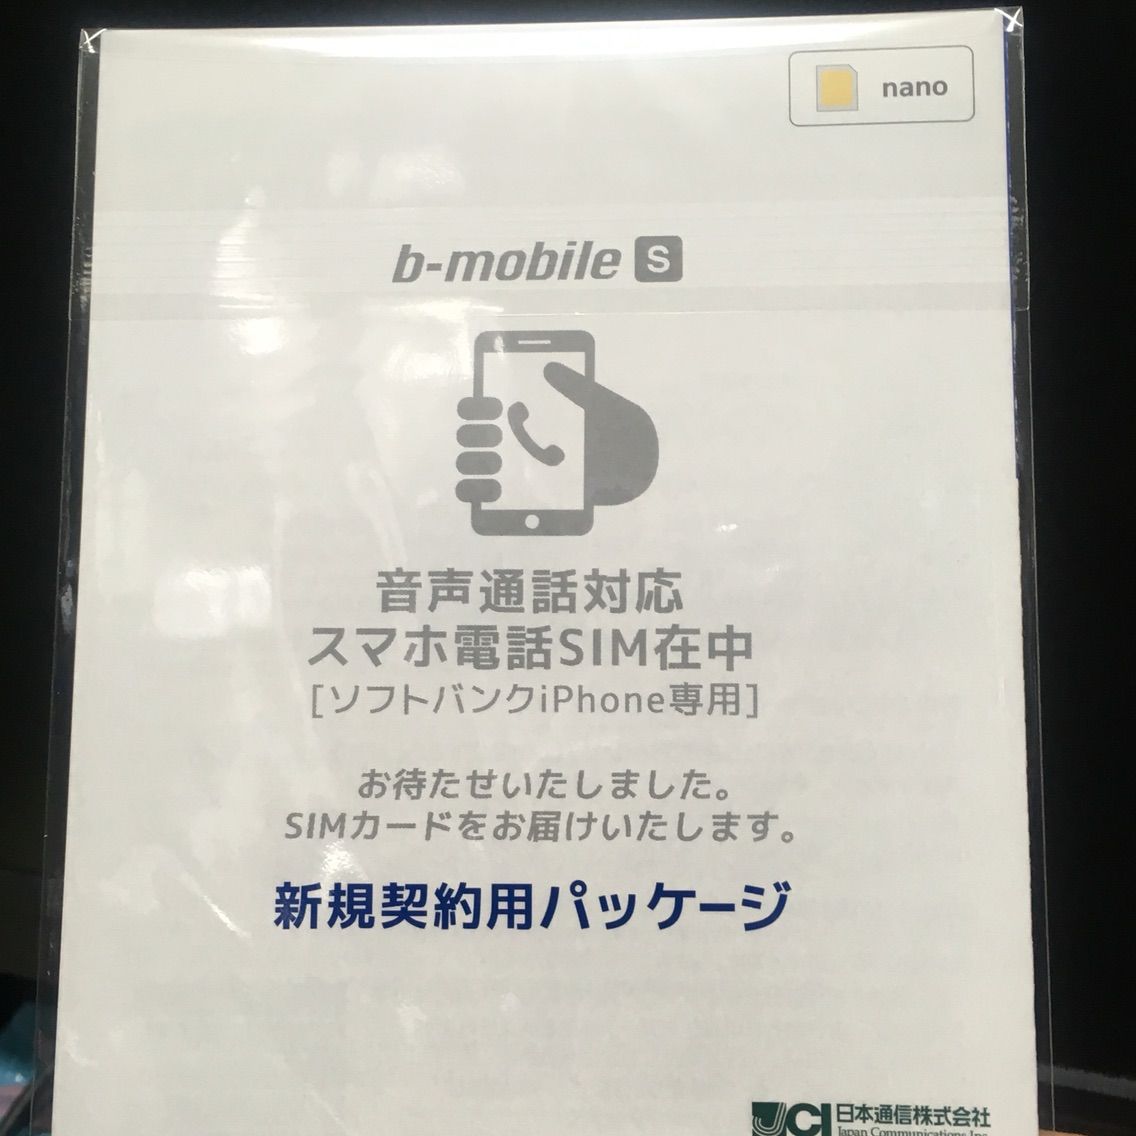 nano
b-mobile S
音声通話対応
スマホ電話SIM在中
[ソフトバンクiPhone専用]
お待たせいたしました。
SIMカードをお届けいたします。
新規契約用パッケージ
JCI 日本通信株式会社
Japan Communications Inc.